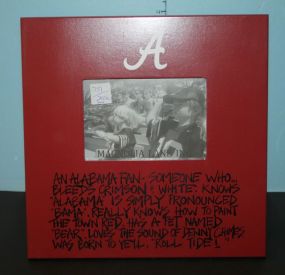 A
MAGNOLIA LANE
AN ALABAMA FAN: SOMEONE WHO...
BLEEDS CRIMSON & WHITE; KNOWS
"ALABAMA" IS SIMPLY PRONOUNCED
"BAMA"; REALLY KNOWS HOW TO PAINT
THE TOWN RED; HAS A PET NAMED
"BEAR"; LOVES THE SOUND OF DENNY CHIMES
WAS BORN TO YELL, "ROLL TIDE!"